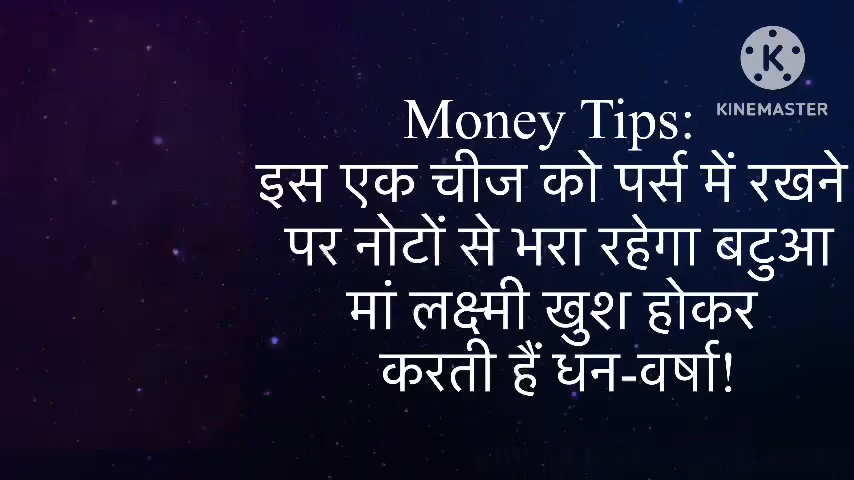 KINEMASTER
Money Tips:
इस एक चीज को पर्स में रखने
पर नोटों से भरा रहेगा बटुआ
मां लक्ष्मी खुश होकर
करती हैं धन-वर्षा!